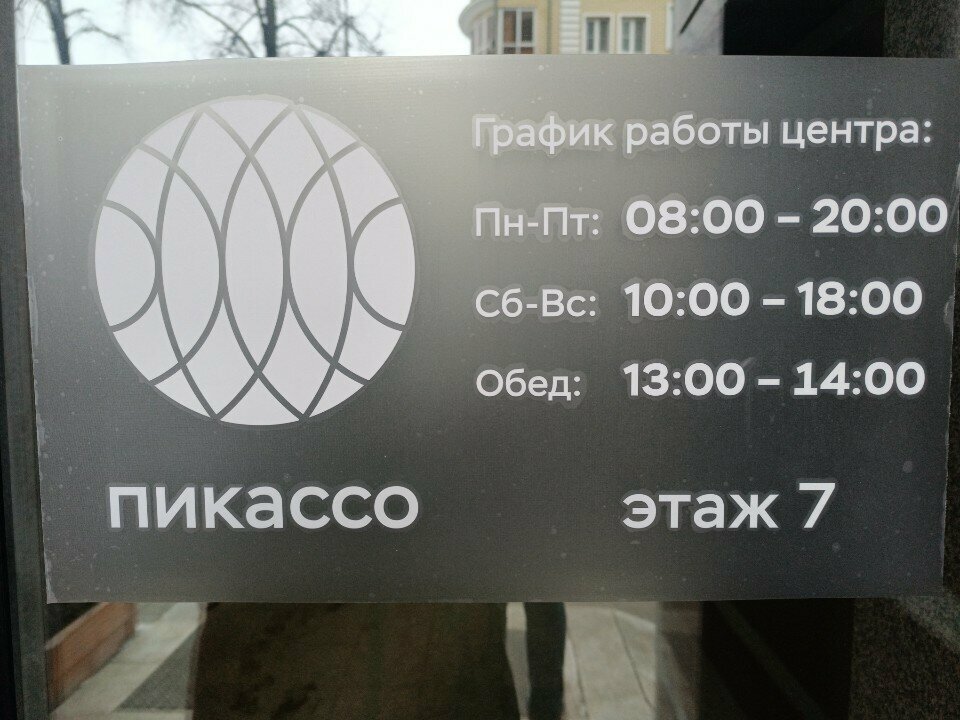 График работы центра:
Пн-Пт: 08:00 – 20:00
Сб-Вс: 10:00 – 18:00
Обед: 13:00 – 14:00
пикассо
этаж 7